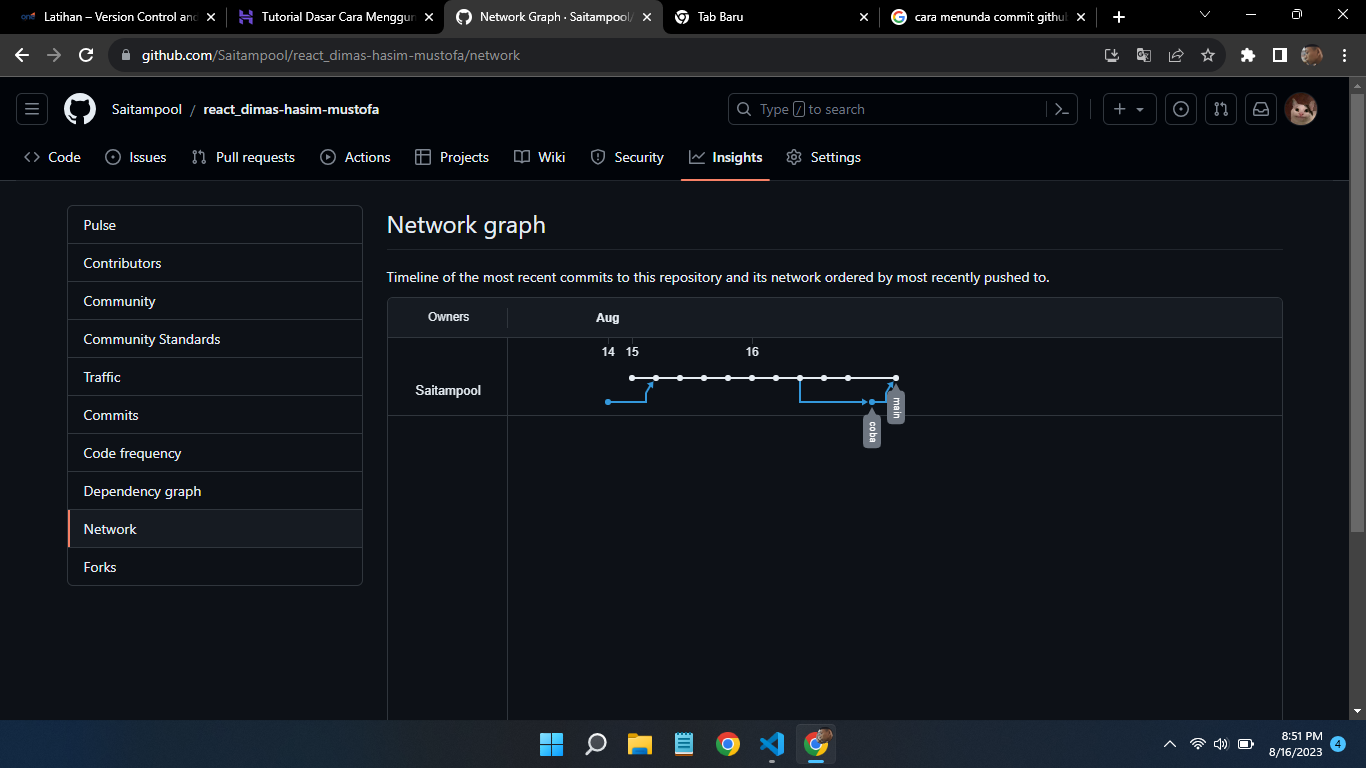 Latihan – Version Control and
Tutorial Dasar Cara Menggun
Network Graph · Saitampool/
Tab Baru
cara menunda commit github
github.com/Saitampool/react_dimas-hasim-mustofa/network
Saitampool / react_dimas-hasim-mustofa
Type / to search
Code
Issues
Pull requests
Actions
Projects
Wiki
Security
Insights
Settings
Pulse
Contributors
Community
Community Standards
Traffic
Commits
Code frequency
Dependency graph
Network
Forks
Network graph
Timeline of the most recent commits to this repository and its network ordered by most recently pushed to.
Owners
Aug
14 15 16
Saitampool
main
coba
8:51 PM
8/16/2023
4